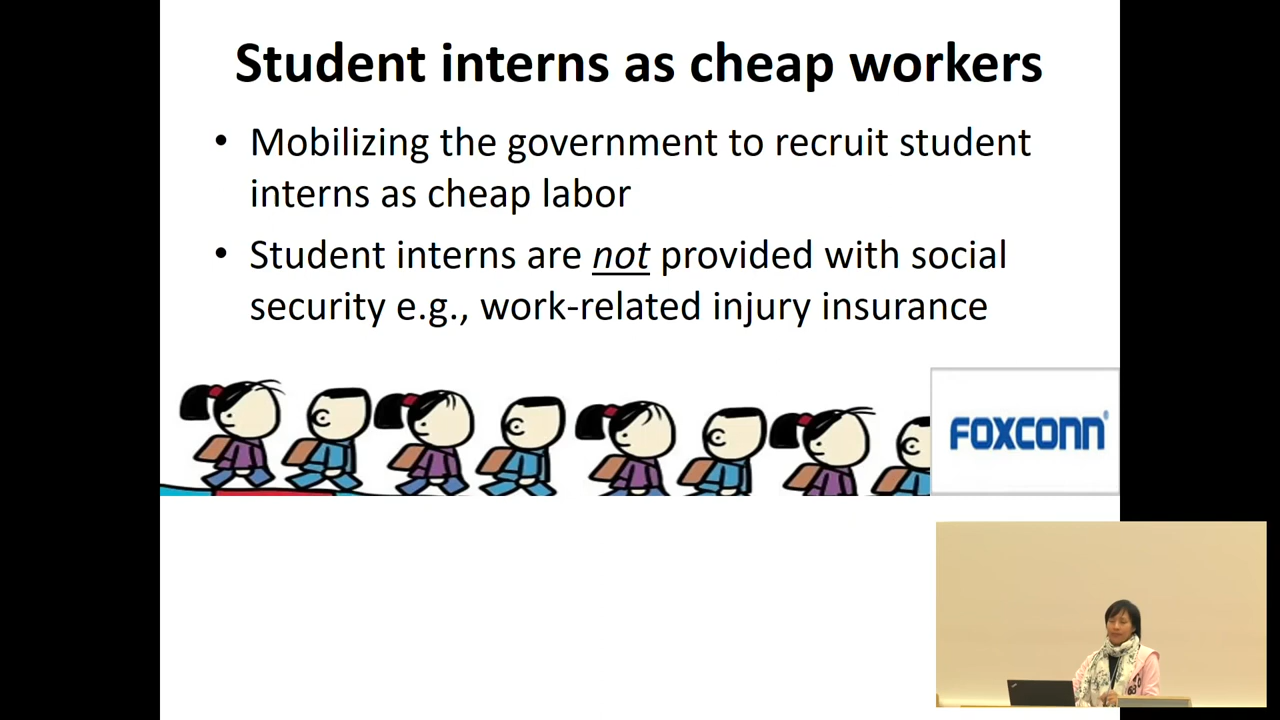 Student interns as cheap workers
• Mobilizing the government to recruit student
interns as cheap labor
• Student interns are not provided with social
security e.g., work-related injury insurance
FOXCONN®